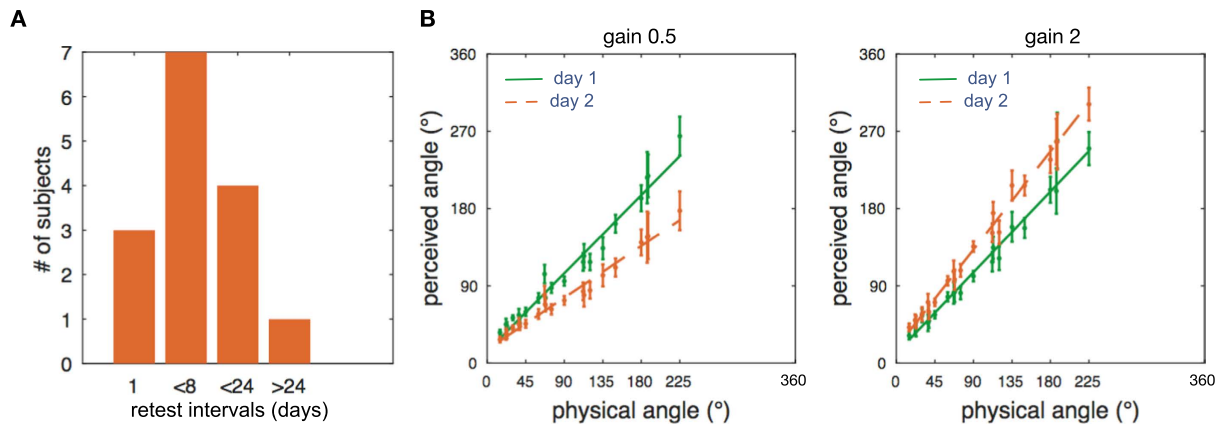 A
7
6
5
4
3
2
1
0
# of subjects
1 <8 <24 >24
retest intervals (days)
B
gain 0.5
360
270
180
90
0
perceived angle (°)
day 1
day 2
0 45 90 135 180 225 360
physical angle (°)
gain 2
360
270
180
90
0
perceived angle (°)
day 1
day 2
0 45 90 135 180 225 360
physical angle (°)